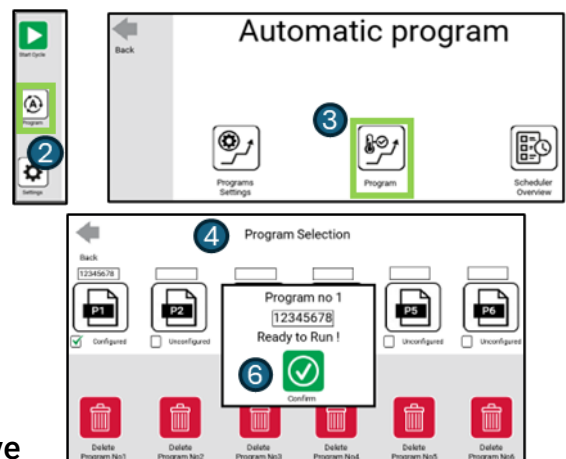 Start Cycle
Program
2
Settings
Back
Automatic program
3
Programs
Settings
Program
Scheduler
Overview
4
Program Selection
Back
12345678
P1
P2
P5
P6
Configured
Unconfigured
Unconfigured
Unconfigured
Program no 1
12345678
Ready to Run !
6
Confirm
Delete
Program No1
Delete
Program No2
Delete
Program No3
Delete
Program No4
Delete
Program No5
Delete
Program No6
ve